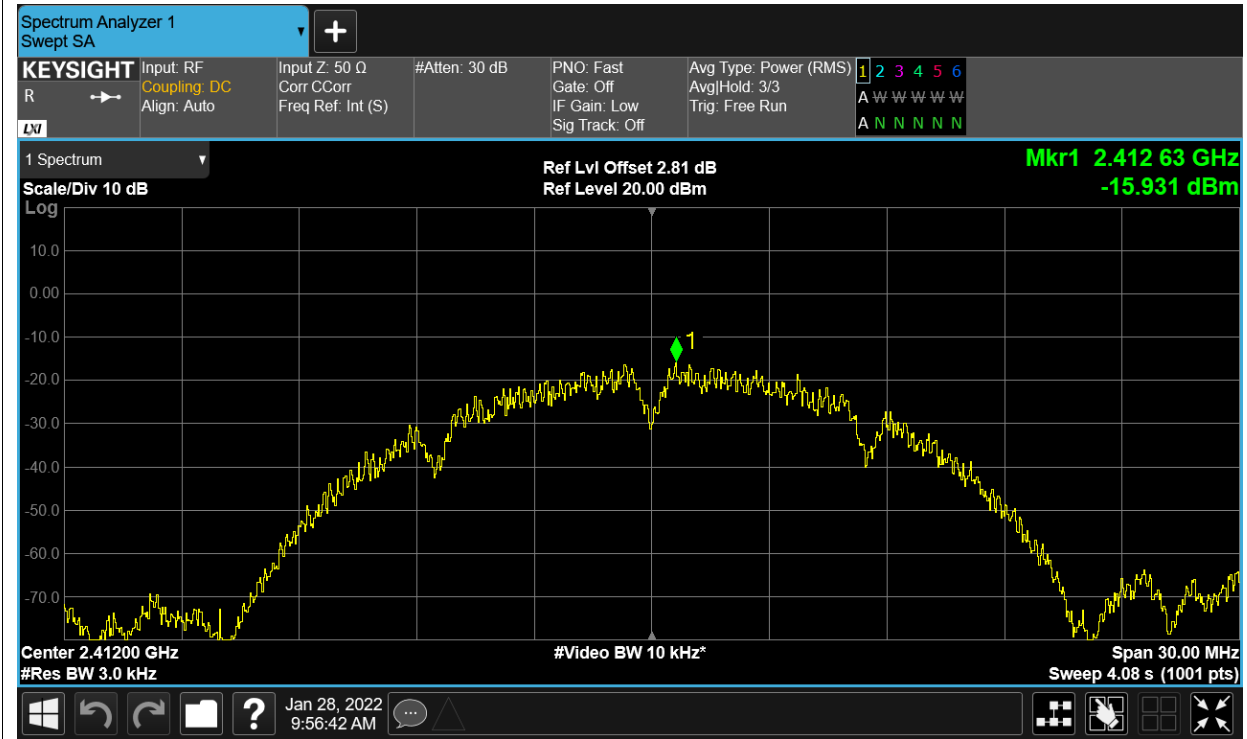 Spectrum Analyzer 1
Swept SA
+
KEYSIGHT
R
LXI
Input: RF
Coupling: DC
Align: Auto
Input Z: 50 Ω
Corr CCorr
Freq Ref: Int (S)
#Atten: 30 dB
PNO: Fast
Gate: Off
IF Gain: Low
Sig Track: Off
Avg Type: Power (RMS)
Avg|Hold: 3/3
Trig: Free Run
1 2 3 4 5 6
A W W W W W
A N N N N N
1 Spectrum
Scale/Div 10 dB
Log
Ref Lvl Offset 2.81 dB
Ref Level 20.00 dBm
Mkr1 2.412 63 GHz
-15.931 dBm
10.0
0.00
-10.0
1
-20.0
-30.0
-40.0
-50.0
-60.0
-70.0
Center 2.41200 GHz
#Res BW 3.0 kHz
#Video BW 10 kHz*
Span 30.00 MHz
Sweep 4.08 s (1001 pts)
?
Jan 28, 2022
9:56:42 AM